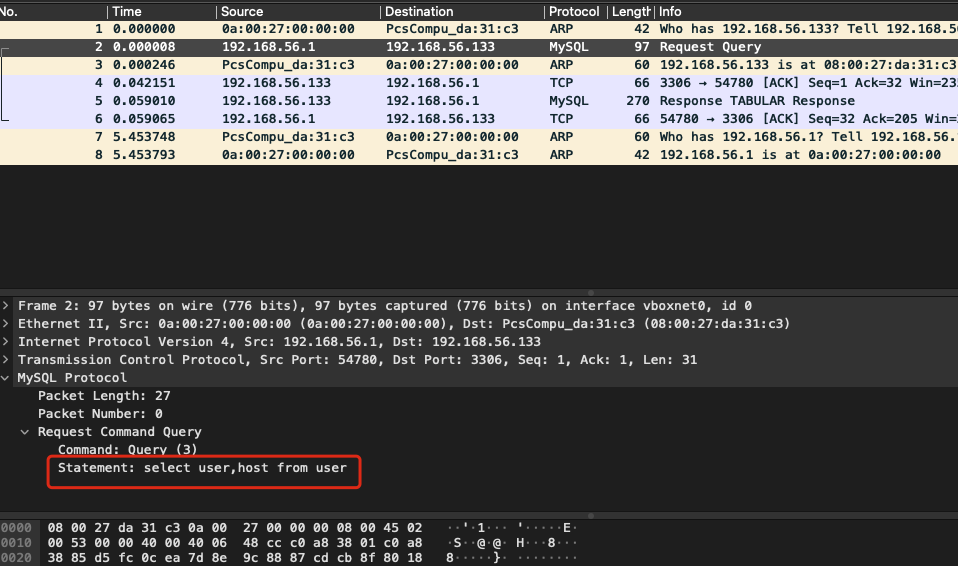 No. Time Source Destination Protocol Length Info
1 0.000000 0a:00:27:00:00:00 PcsCompu_da:31:c3 ARP 42 Who has 192.168.56.133? Tell 192.168.5
2 0.000008 192.168.56.1 192.168.56.133 MySQL 97 Request Query
3 0.000246 PcsCompu_da:31:c3 0a:00:27:00:00:00 ARP 60 192.168.56.133 is at 08:00:27:da:31:c3
4 0.042151 192.168.56.133 192.168.56.1 TCP 66 3306 → 54780 [ACK] Seq=1 Ack=32 Win=23
5 0.059010 192.168.56.133 192.168.56.1 MySQL 270 Response TABULAR Response
6 0.059065 192.168.56.1 192.168.56.133 TCP 66 54780 → 3306 [ACK] Seq=32 Ack=205 Win=
7 5.453748 PcsCompu_da:31:c3 0a:00:27:00:00:00 ARP 60 Who has 192.168.56.1? Tell 192.168.56.
8 5.453793 0a:00:27:00:00:00 PcsCompu_da:31:c3 ARP 42 192.168.56.1 is at 0a:00:27:00:00:00
Frame 2: 97 bytes on wire (776 bits), 97 bytes captured (776 bits) on interface vboxnet0, id 0
Ethernet II, Src: 0a:00:27:00:00:00 (0a:00:27:00:00:00), Dst: PcsCompu_da:31:c3 (08:00:27:da:31:c3)
Internet Protocol Version 4, Src: 192.168.56.1, Dst: 192.168.56.133
Transmission Control Protocol, Src Port: 54780, Dst Port: 3306, Seq: 1, Ack: 1, Len: 31
MySQL Protocol
Packet Length: 27
Packet Number: 0
Request Command Query
Command: Query (3)
Statement: select user,host from user
0000 08 00 27 da 31 c3 0a 00 27 00 00 00 08 00 45 02 ··'·1··· '·····E·
0010 00 53 00 00 40 00 40 06 48 cc c0 a8 38 01 c0 a8 ·S··@·@· H···8···
0020 38 85 d5 fc 0c ea 7d 8e 9c 88 87 cd cb 8f 80 18 8·····}· ········